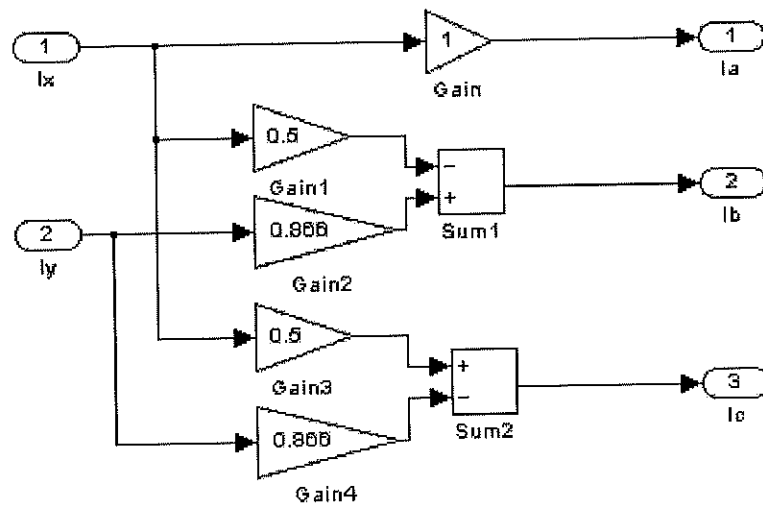 1
Ix
1
Gain
1
Ia
0.5
Gain1
-
+
Sum1
2
Ib
2
Iy
0.866
Gain2
0.5
Gain3
+
-
Sum2
3
Ic
0.866
Gain4